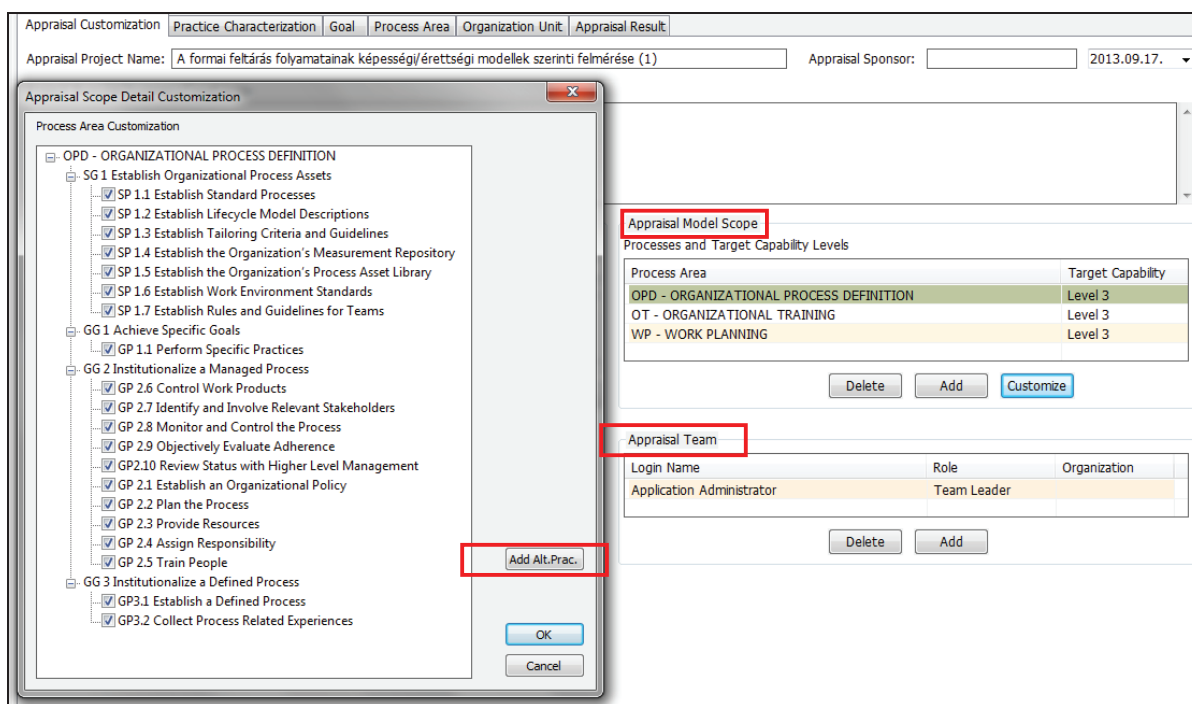 Appraisal Customization Practice Characterization Goal Process Area Organization Unit Appraisal Result
Appraisal Project Name: A formai feltárás folyamatainak képességi/érettségi modellek szerinti felmérése (1) Appraisal Sponsor: 2013.09.17.
Appraisal Scope Detail Customization
Process Area Customization
OPD - ORGANIZATIONAL PROCESS DEFINITION
SG 1 Establish Organizational Process Assets
SP 1.1 Establish Standard Processes
SP 1.2 Establish Lifecycle Model Descriptions
SP 1.3 Establish Tailoring Criteria and Guidelines
SP 1.4 Establish the Organization's Measurement Repository
SP 1.5 Establish the Organization's Process Asset Library
SP 1.6 Establish Work Environment Standards
SP 1.7 Establish Rules and Guidelines for Teams
GG 1 Achieve Specific Goals
GP 1.1 Perform Specific Practices
GG 2 Institutionalize a Managed Process
GP 2.6 Control Work Products
GP 2.7 Identify and Involve Relevant Stakeholders
GP 2.8 Monitor and Control the Process
GP 2.9 Objectively Evaluate Adherence
GP2.10 Review Status with Higher Level Management
GP 2.1 Establish an Organizational Policy
GP 2.2 Plan the Process
GP 2.3 Provide Resources
GP 2.4 Assign Responsibility
GP 2.5 Train People
GG 3 Institutionalize a Defined Process
GP3.1 Establish a Defined Process
GP3.2 Collect Process Related Experiences
Add Alt.Prac.
OK
Cancel
Appraisal Model Scope
Processes and Target Capability Levels
Process Area Target Capability
OPD - ORGANIZATIONAL PROCESS DEFINITION Level 3
OT - ORGANIZATIONAL TRAINING Level 3
WP - WORK PLANNING Level 3
Delete Add Customize
Appraisal Team
Login Name Role Organization
Application Administrator Team Leader
Delete Add